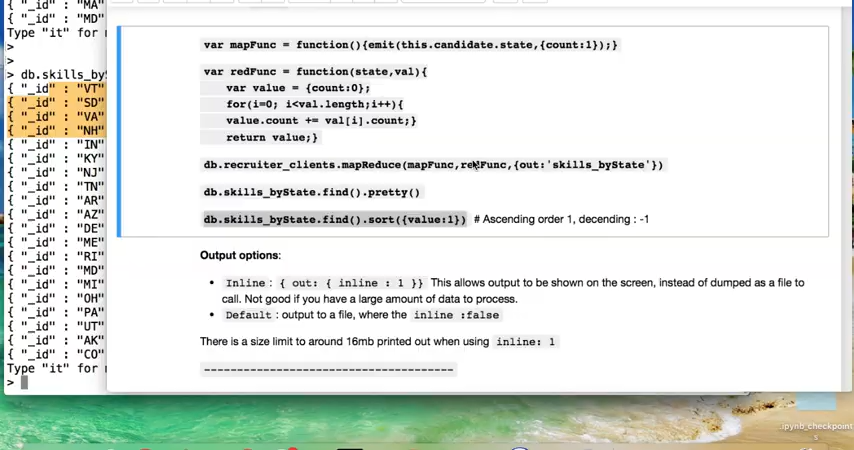 { "_id" : "MA"
{ "_id" : "MD"
Type "it" for
>
>
> db.skills_byS
{ "_id" : "VT"
{ "_id" : "SD"
{ "_id" : "VA"
{ "_id" : "NH"
{ "_id" : "IN"
{ "_id" : "KY"
{ "_id" : "NJ"
{ "_id" : "TN"
{ "_id" : "AR"
{ "_id" : "AZ"
{ "_id" : "DE"
{ "_id" : "ME"
{ "_id" : "RI"
{ "_id" : "MD"
{ "_id" : "MI"
{ "_id" : "OH"
{ "_id" : "PA"
{ "_id" : "UT"
{ "_id" : "AK"
{ "_id" : "CO"
Type "it" for
>
var mapFunc = function(){emit(this.candidate.state,{count:1});}
var redFunc = function(state,val){
var value = {count:0};
for(i=0; i<val.length;i++){
value.count += val[i].count;}
return value;}
db.recruiter_clients.mapReduce(mapFunc,redFunc,{out:'skills_byState'})
db.skills_byState.find().pretty()
db.skills_byState.find().sort({value:1}) # Ascending order 1, decending : -1
Output options:
• Inline : { out: { inline : 1 }} This allows output to be shown on the screen, instead of dumped as a file to
call. Not good if you have a large amount of data to process.
• Default : output to a file, where the inline :false
There is a size limit to around 16mb printed out when using inline: 1
--------------------------------------
.ipynb_checkpoint
s